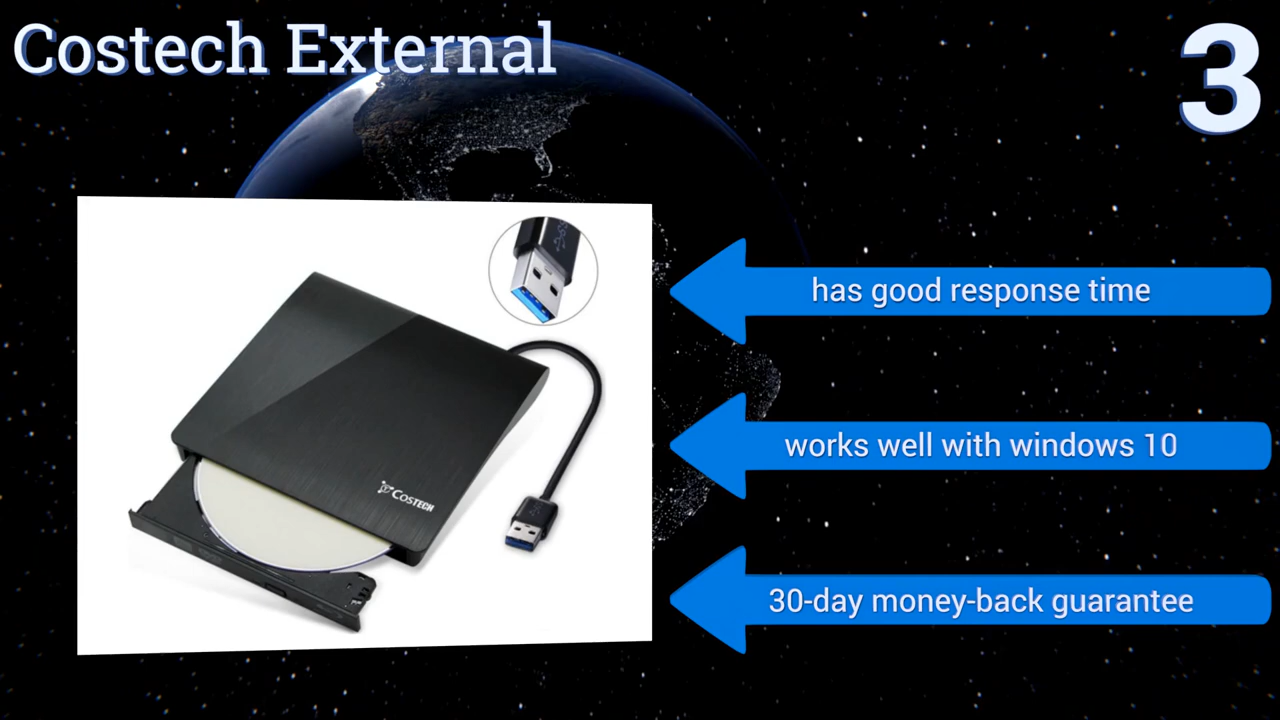 Costech External
3
has good response time
COSTECH
works well with windows 10
30-day money-back guarantee